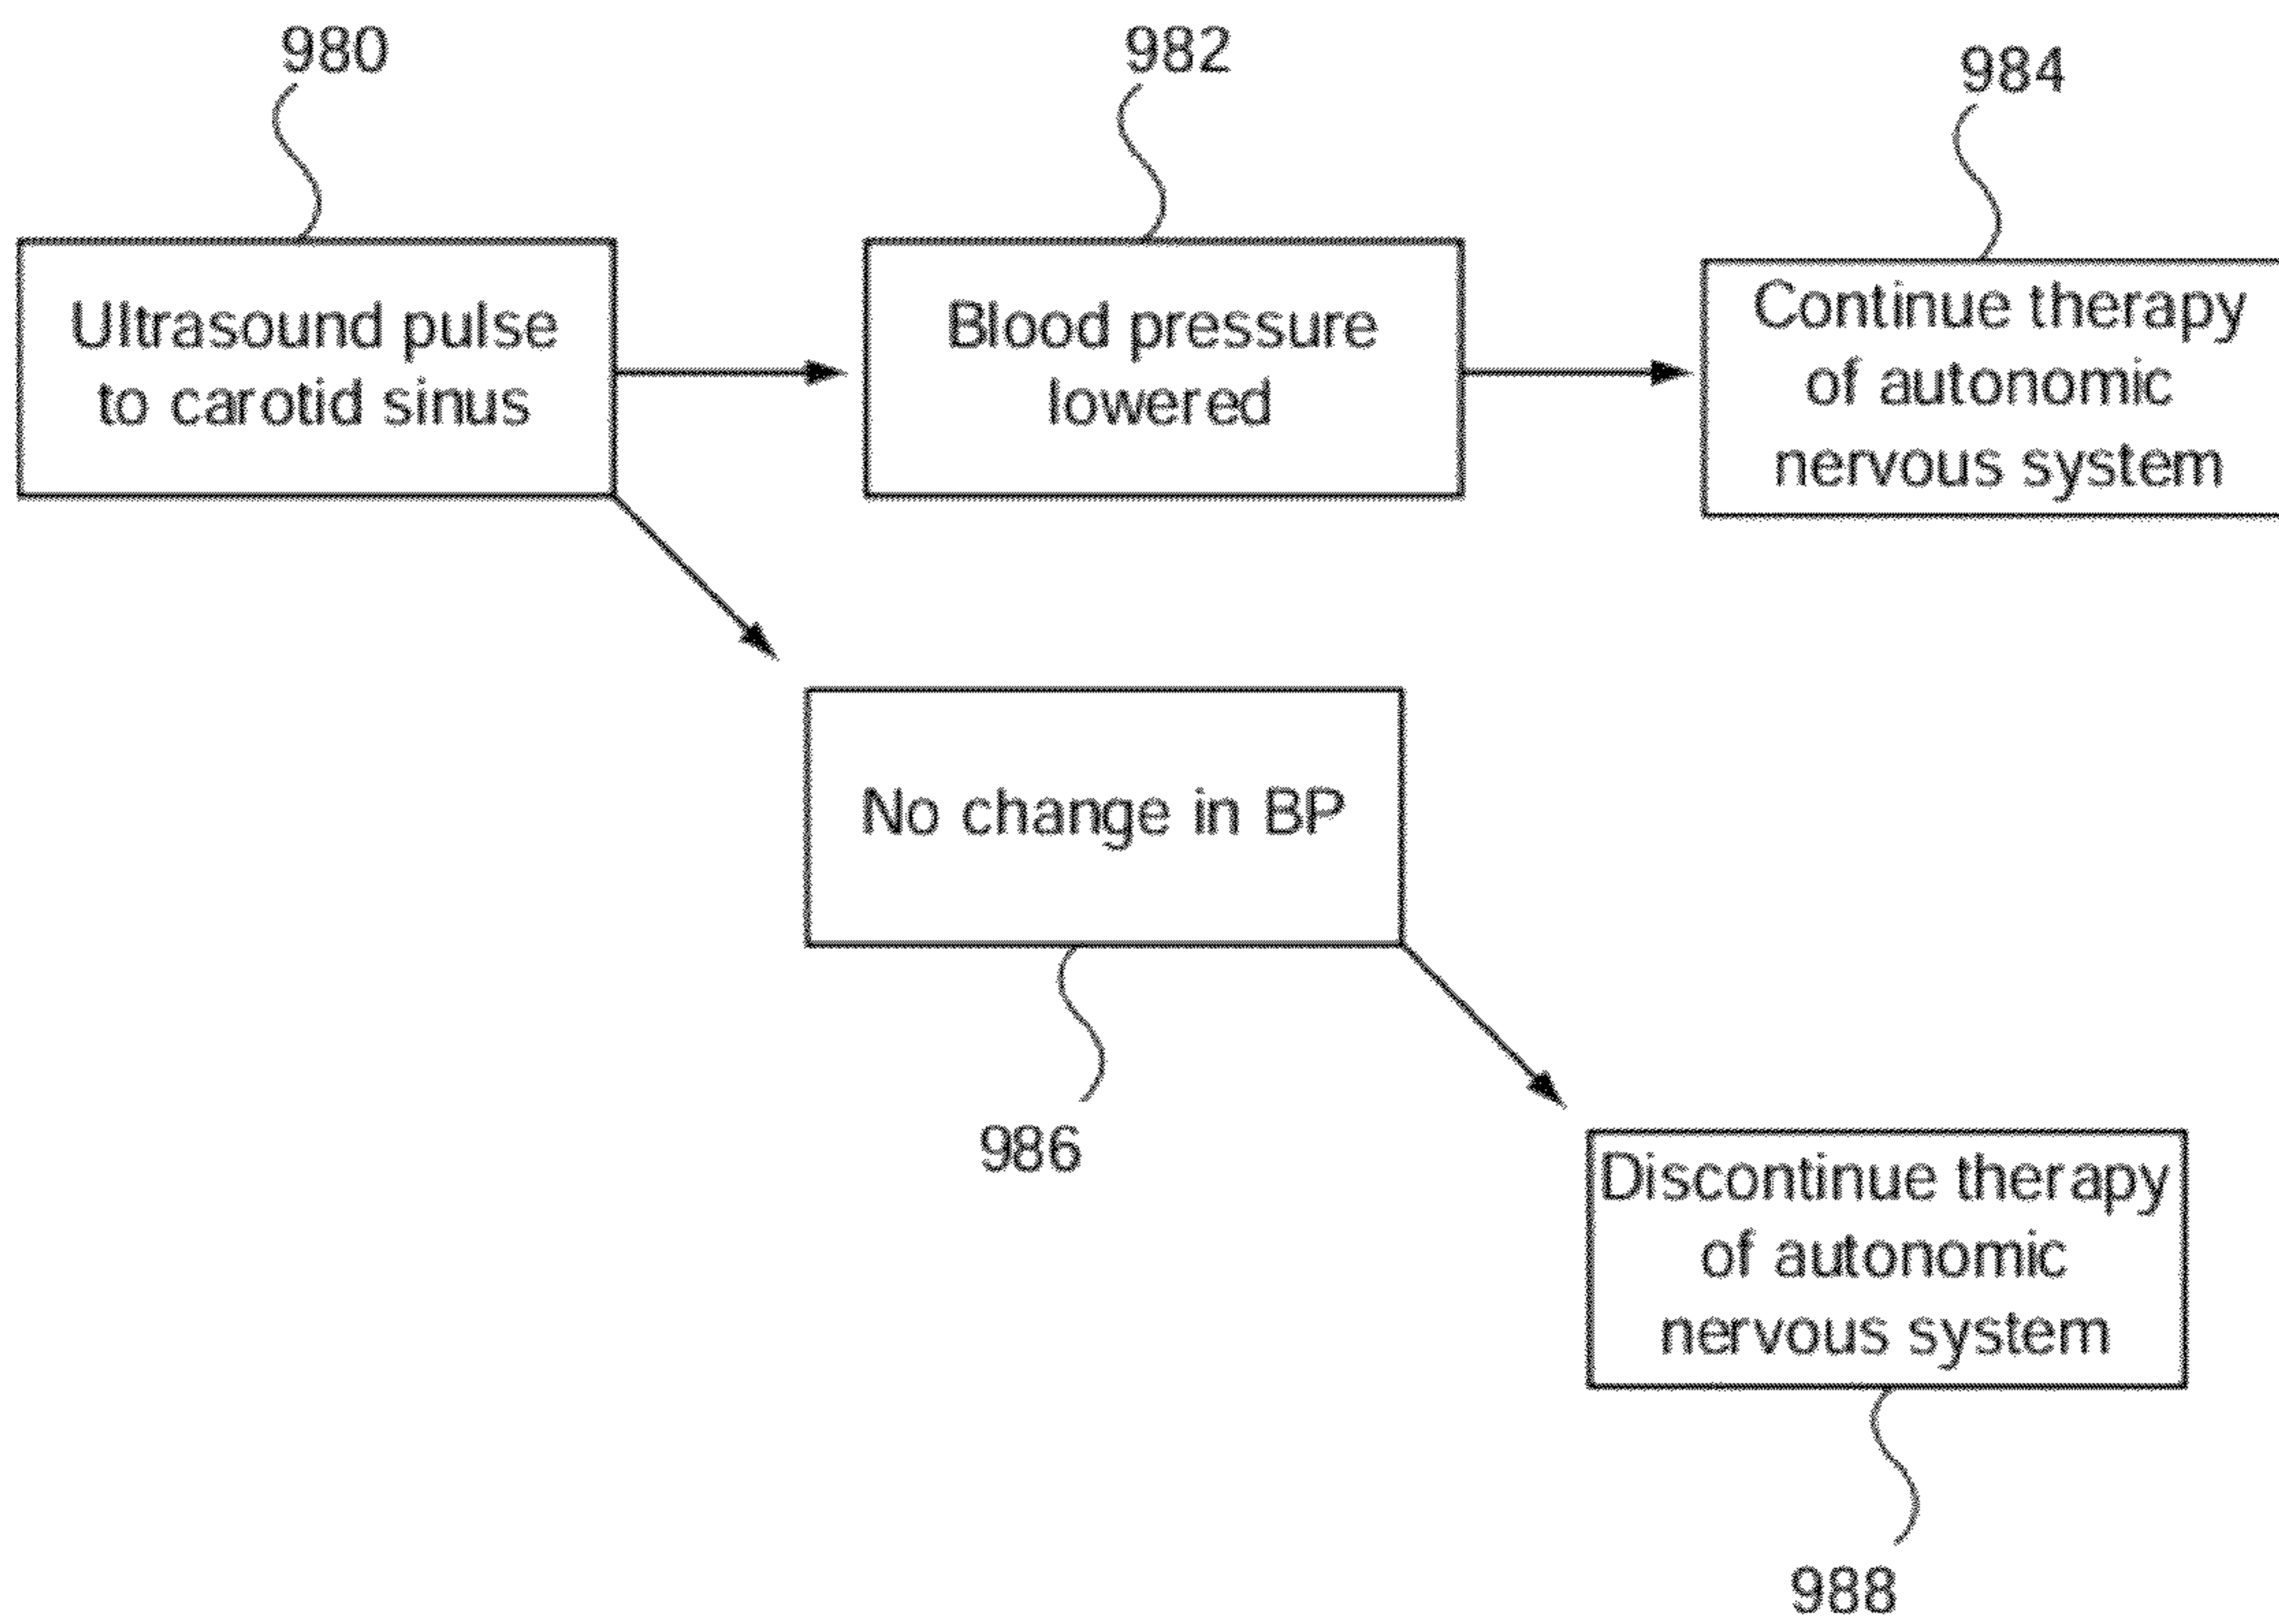 980
982
984
Ultrasound pulse
to carotid sinus
Blood pressure
lowered
Continue therapy
of autonomic
nervous system
No change in BP
986
Discontinue therapy
of autonomic
nervous system
988